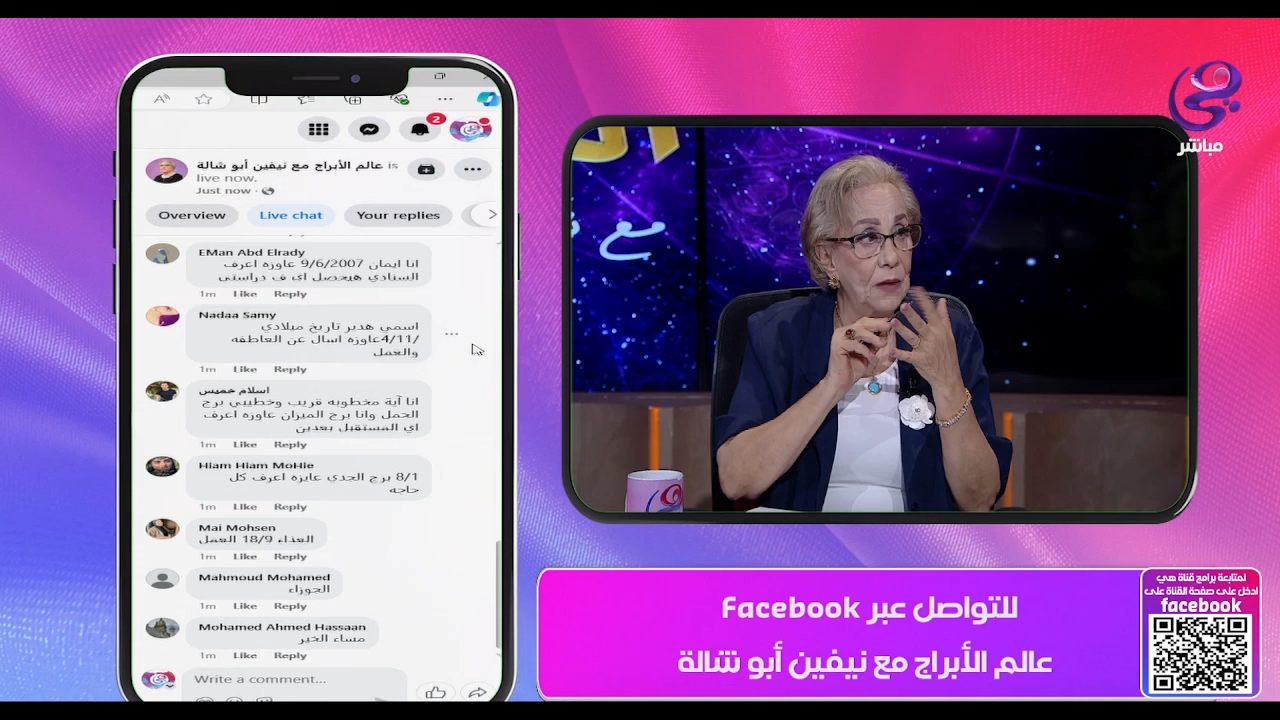 2
عالم الأبراج مع نيفين أبو شالة is
live now.
Just now
Overview
Live chat
Your replies
EMan Abd Elrady
انا ايمان 9/6/2007 عاوزه اعرف
السنادي هيحصل اي ف دراستي
1m Like Reply
Nadaa Samy
اسمي هدير تاريخ ميلادي
4/11/عاوزه اسال عن العاطفه
والعمل
1m Like Reply
اسلام خميس
انا آية مخطوبه قريب وخطيبي برج
الحمل وانا برج الميزان عاوزه اعرف
اي المستقبل بعدين
1m Like Reply
Hiam Hiam MoHie
8/1 برج الجدي عايزه اعرف كل
حاجه
1m Like Reply
Mai Mohsen
العذاء 18/9 العمل
1m Like Reply
Mahmoud Mohamed
الجوزاء
1m Like Reply
Mohamed Ahmed Hassaan
مساء الخير
1m Like Reply
Write a comment...
مع
هي
مباشر
للتواصل عبر Facebook
عالم الأبراج مع نيفين أبو شالة
لمتابعة برامج قناة هي
ادخل على صفحة القناة على
facebook